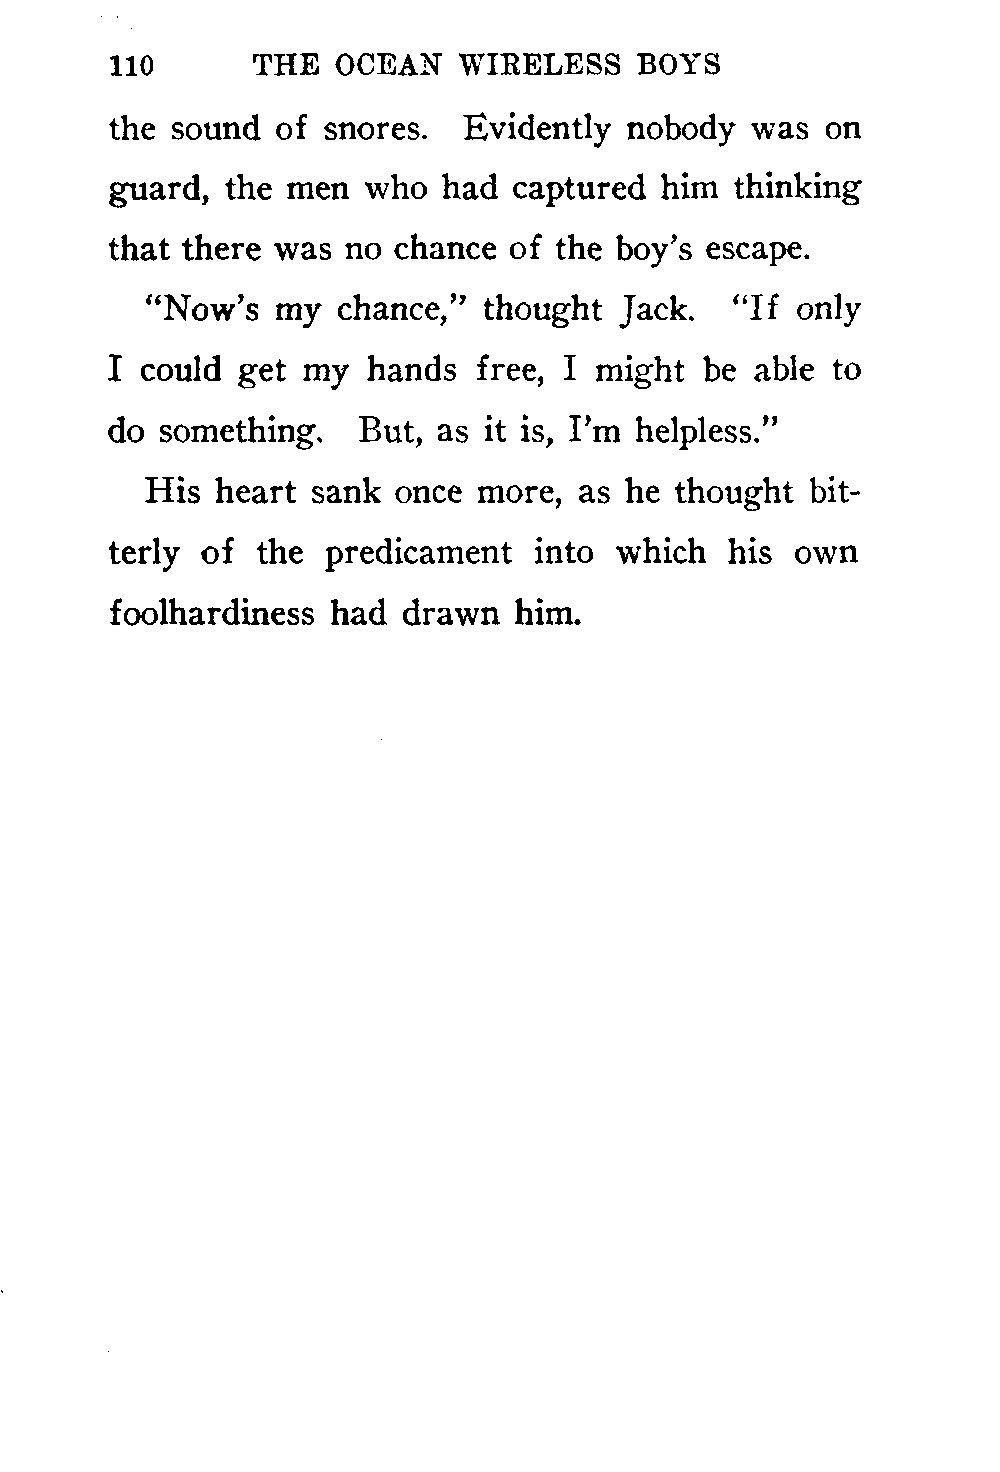 110 THE OCEAN WIRELESS BOYS
the sound of snores. Evidently nobody was on
guard, the men who had captured him thinking
that there was no chance of the boy's escape.
"Now's my chance," thought Jack. "If only
I could get my hands free, I might be able to
do something. But, as it is, I'm helpless."
His heart sank once more, as he thought bit-
terly of the predicament into which his own
foolhardiness had drawn him.